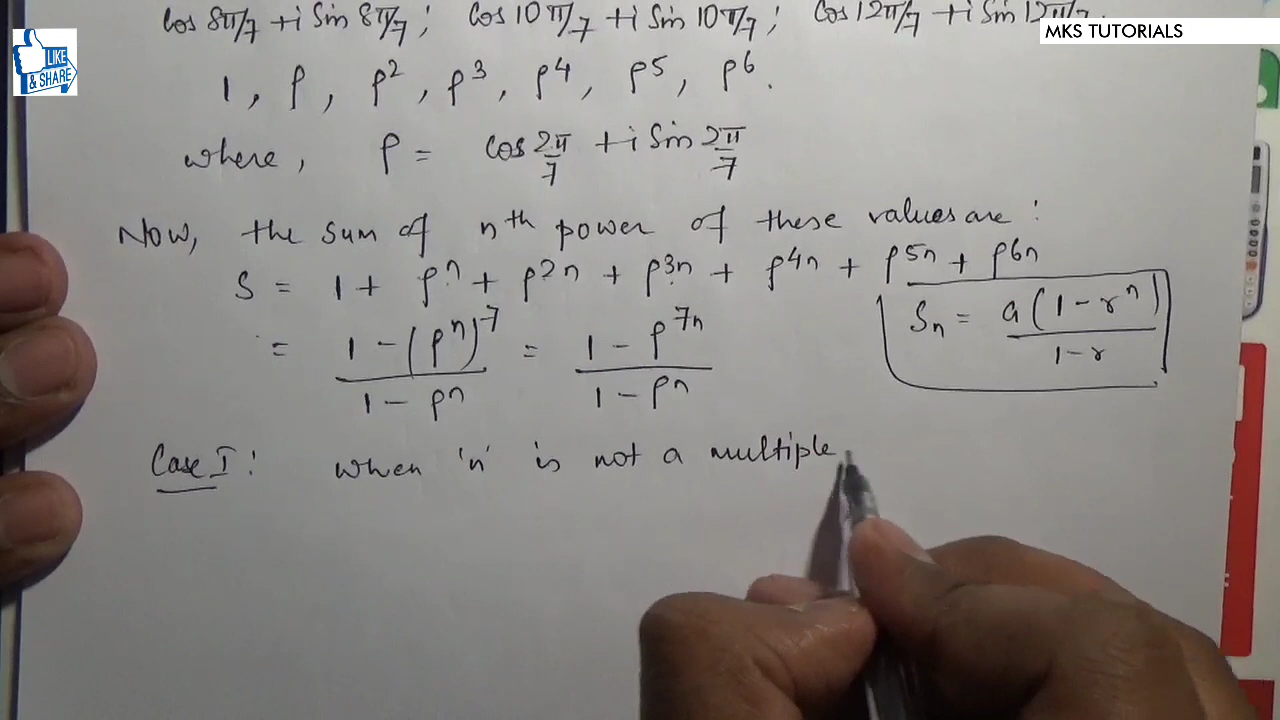 cos 8π/7 + i Sin 8π/7 ; cos 10π/7 + i Sin 10π/7 ; cos 12π/7 + i Sin 12π/7.
MKS TUTORIALS
LIKE
& SHARE
1, ρ, ρ², ρ³, ρ⁴, ρ⁵, ρ⁶.
where, ρ = cos 2π/7 + i Sin 2π/7
Now, the sum of nth power of these values are :
S = 1 + ρⁿ + ρ²ⁿ + ρ³ⁿ + ρ⁴ⁿ + ρ⁵ⁿ + ρ⁶ⁿ
= (1 - (ρⁿ)⁷)/(1 - ρⁿ) = (1 - ρ⁷ⁿ)/(1 - ρⁿ)
Sn = a(1 - rⁿ)/(1 - r)
Case I : when 'n' is not a multiple